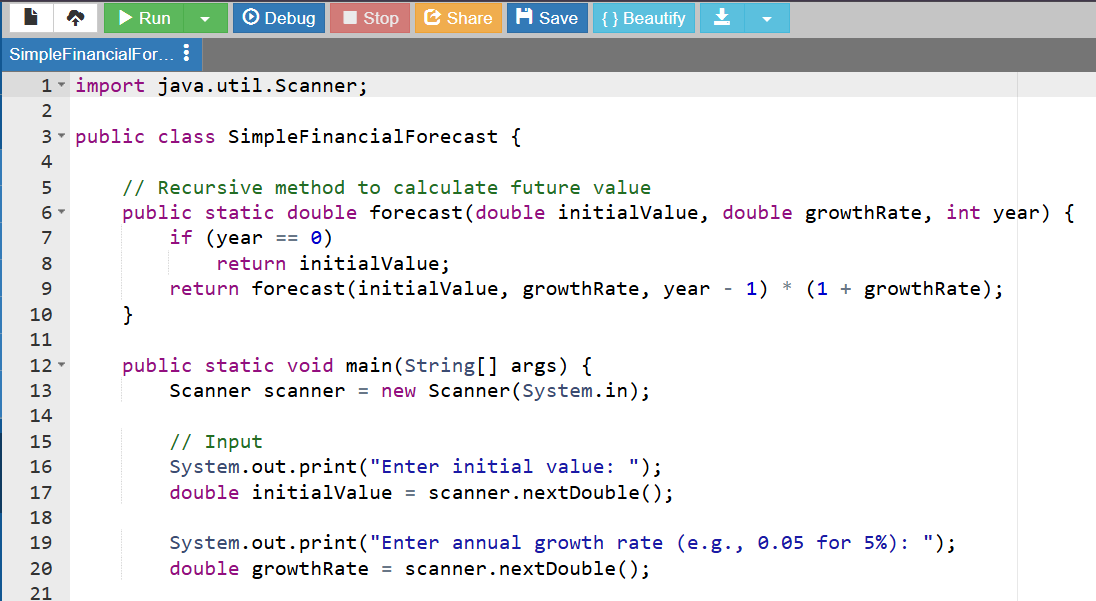 Run Debug Stop Share Save { } Beautify
SimpleFinancialFor...
1 import java.util.Scanner;
2
3 public class SimpleFinancialForecast {
4
5 // Recursive method to calculate future value
6 public static double forecast(double initialValue, double growthRate, int year) {
7 if (year == 0)
8 return initialValue;
9 return forecast(initialValue, growthRate, year - 1) * (1 + growthRate);
10 }
11
12 public static void main(String[] args) {
13 Scanner scanner = new Scanner(System.in);
14
15 // Input
16 System.out.print("Enter initial value: ");
17 double initialValue = scanner.nextDouble();
18
19 System.out.print("Enter annual growth rate (e.g., 0.05 for 5%): ");
20 double growthRate = scanner.nextDouble();
21